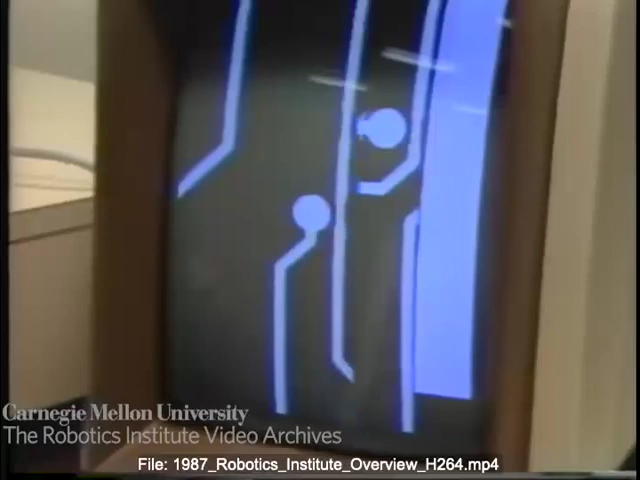 Carnegie Mellon University
The Robotics Institute Video Archives
File: 1987_Robotics_Institute_Overview_H264.mp4